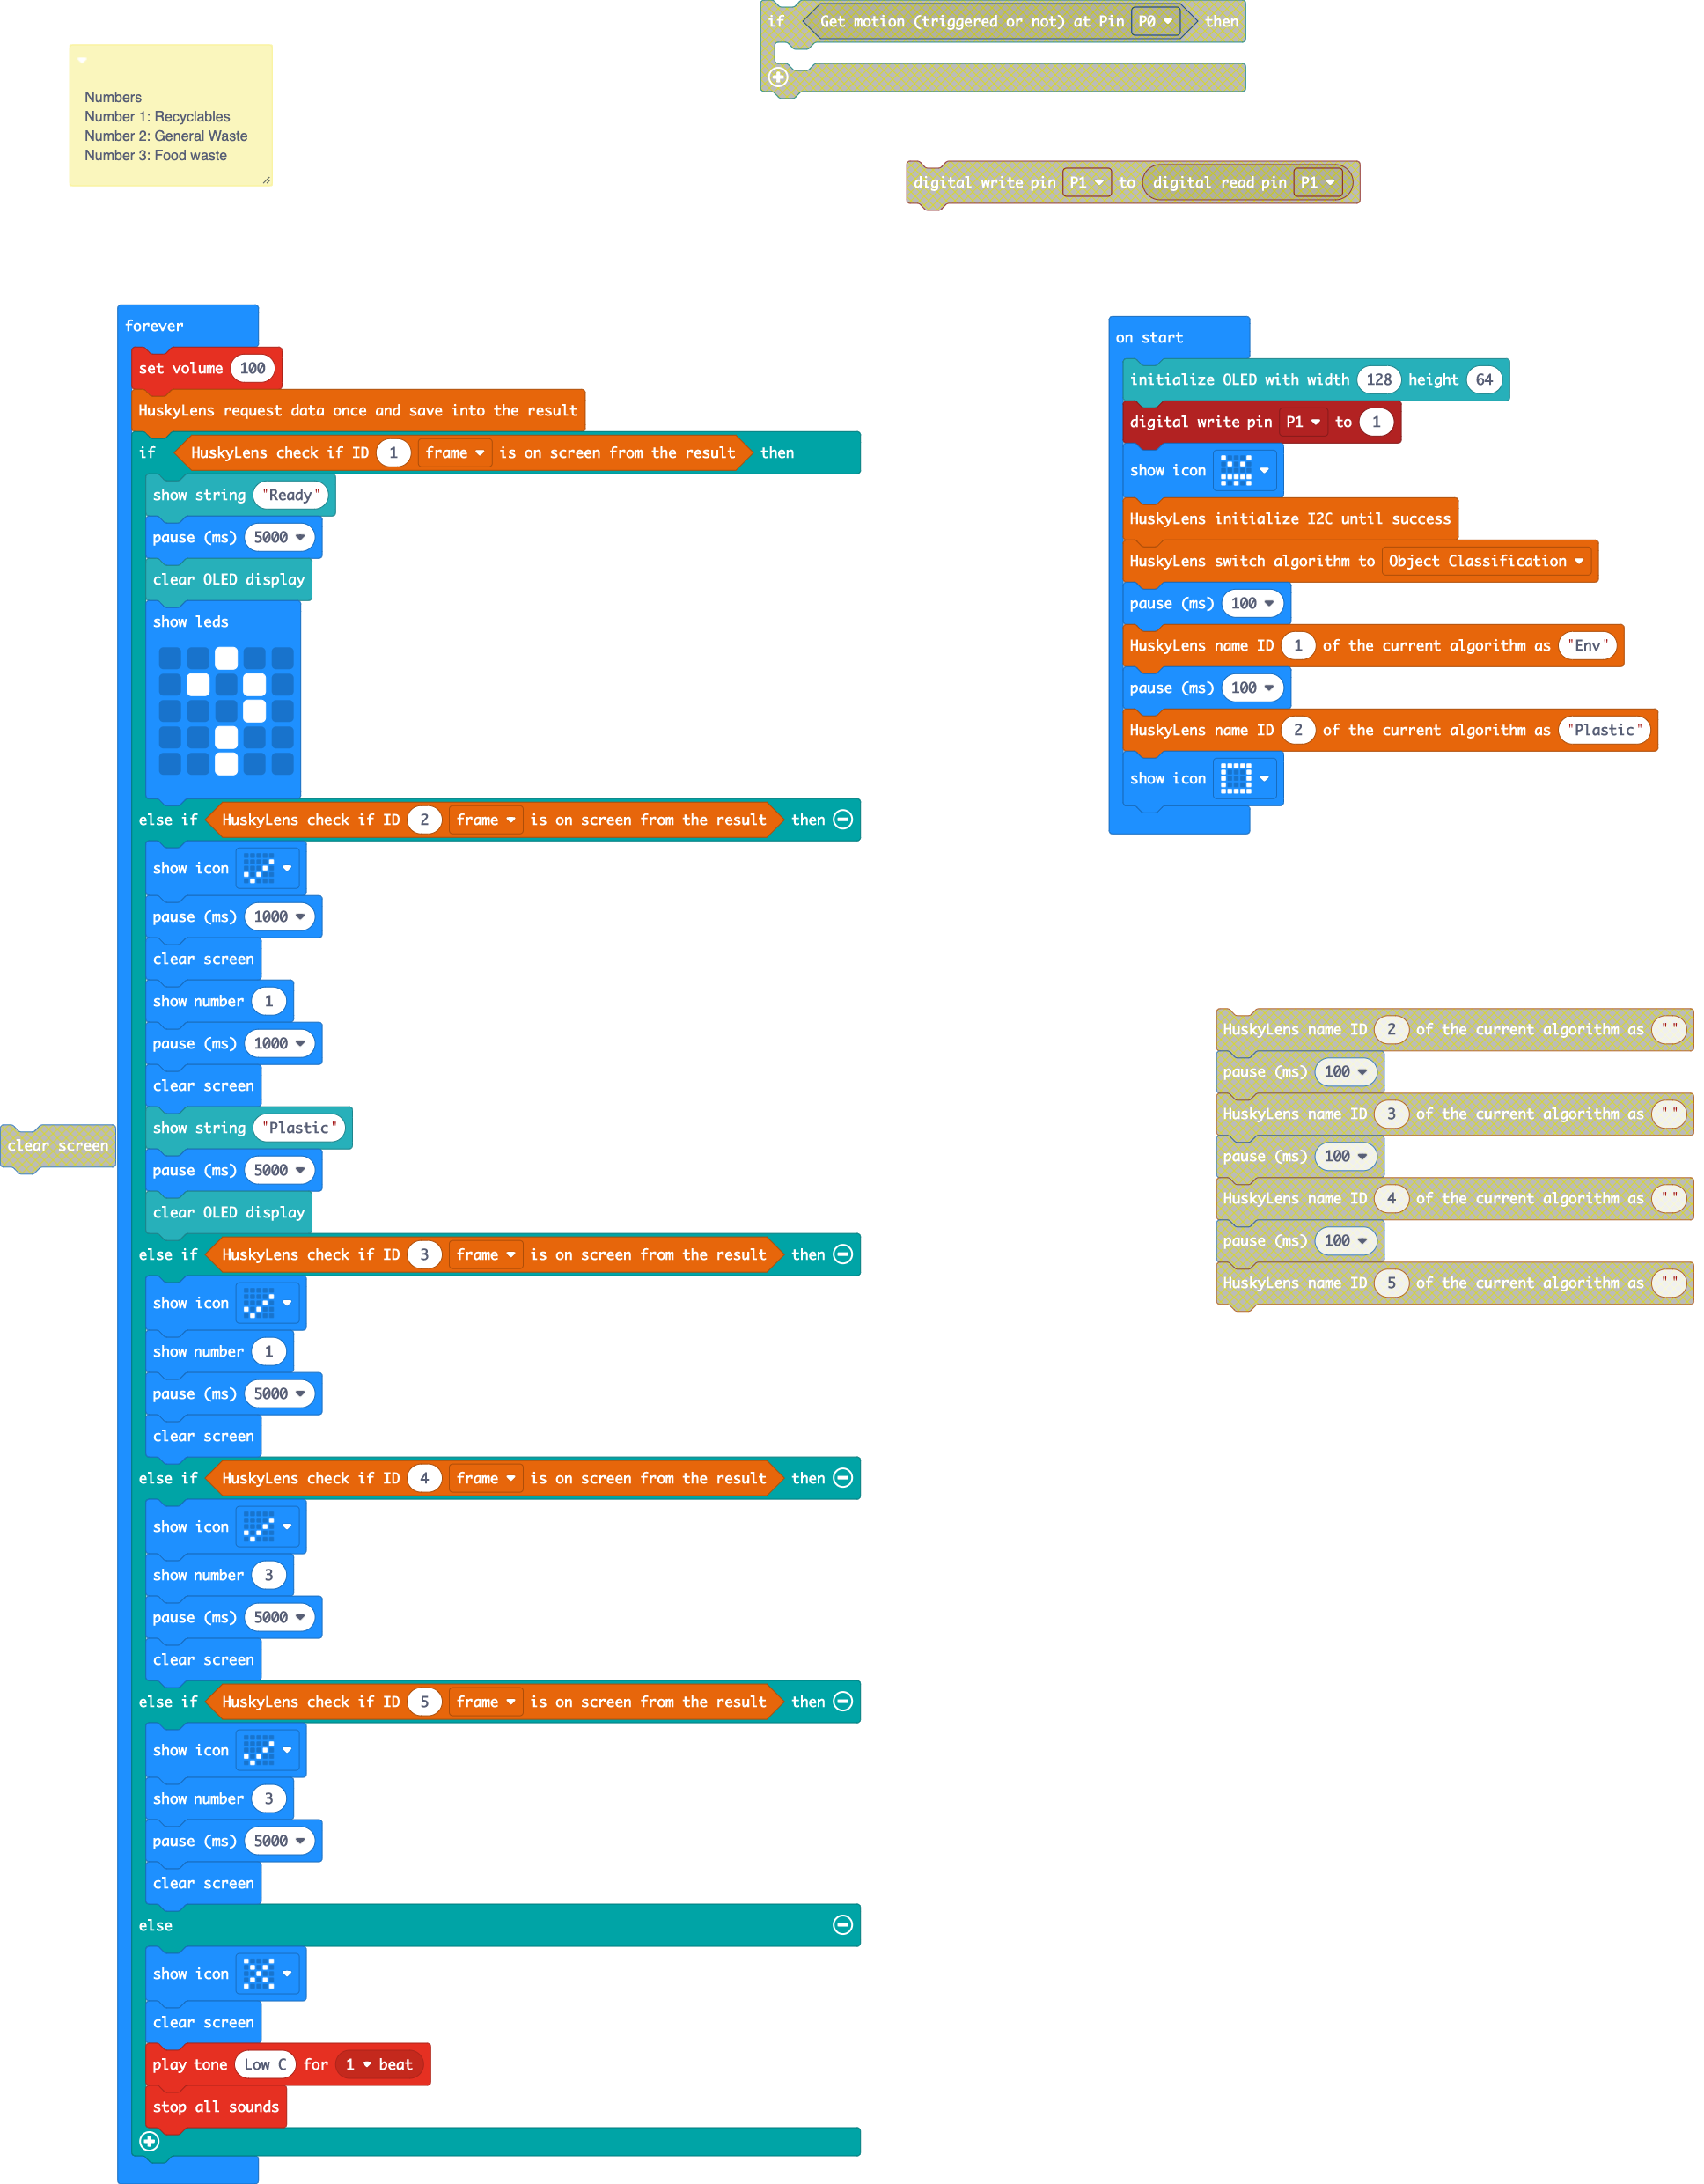 if Get motion (triggered or not) at Pin P0 then
Numbers
Number 1: Recyclables
Number 2: General Waste
Number 3: Food waste
digital write pin P1 to digital read pin P1
forever
set volume 100
HuskyLens request data once and save into the result
if HuskyLens check if ID 1 frame is on screen from the result then
show string "Ready"
pause (ms) 5000
clear OLED display
show leds
else if HuskyLens check if ID 2 frame is on screen from the result then
show icon
pause (ms) 1000
clear screen
show number 1
pause (ms) 1000
clear screen
show string "Plastic"
pause (ms) 5000
clear OLED display
else if HuskyLens check if ID 3 frame is on screen from the result then
show icon
show number 1
pause (ms) 5000
clear screen
else if HuskyLens check if ID 4 frame is on screen from the result then
show icon
show number 3
pause (ms) 5000
clear screen
else if HuskyLens check if ID 5 frame is on screen from the result then
show icon
show number 3
pause (ms) 5000
clear screen
else
show icon
clear screen
play tone Low C for 1 beat
stop all sounds
clear screen
on start
initialize OLED with width 128 height 64
digital write pin P1 to 1
show icon
HuskyLens initialize I2C until success
HuskyLens switch algorithm to Object Classification
pause (ms) 100
HuskyLens name ID 1 of the current algorithm as "Env"
pause (ms) 100
HuskyLens name ID 2 of the current algorithm as "Plastic"
show icon
HuskyLens name ID 2 of the current algorithm as " "
pause (ms) 100
HuskyLens name ID 3 of the current algorithm as " "
pause (ms) 100
HuskyLens name ID 4 of the current algorithm as " "
pause (ms) 100
HuskyLens name ID 5 of the current algorithm as " "